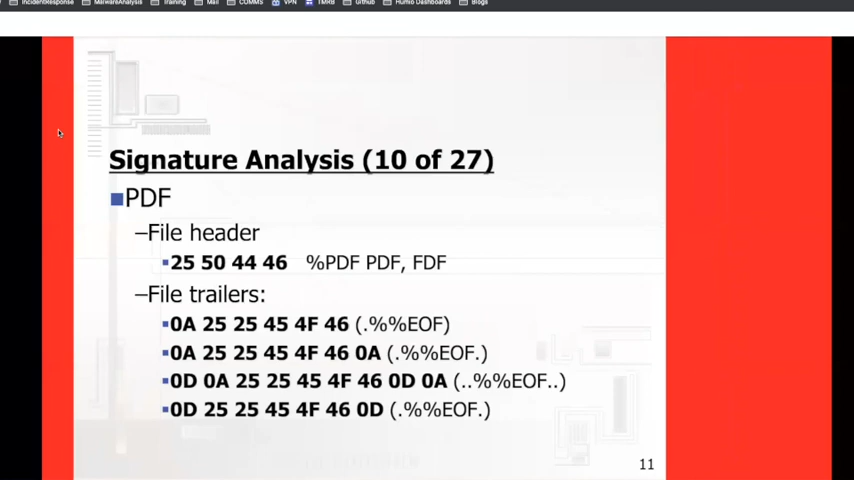 IncidentResponse MalwareAnalysis Training Mail COMMS VPN TMRB Github Humio Dashboards Blogs
Signature Analysis (10 of 27)
PDF
–File header
25 50 44 46 %PDF PDF, FDF
–File trailers:
0A 25 25 45 4F 46 (.%%EOF)
0A 25 25 45 4F 46 0A (.%%EOF.)
0D 0A 25 25 45 4F 46 0D 0A (..%%EOF..)
0D 25 25 45 4F 46 0D (.%%EOF.)
11